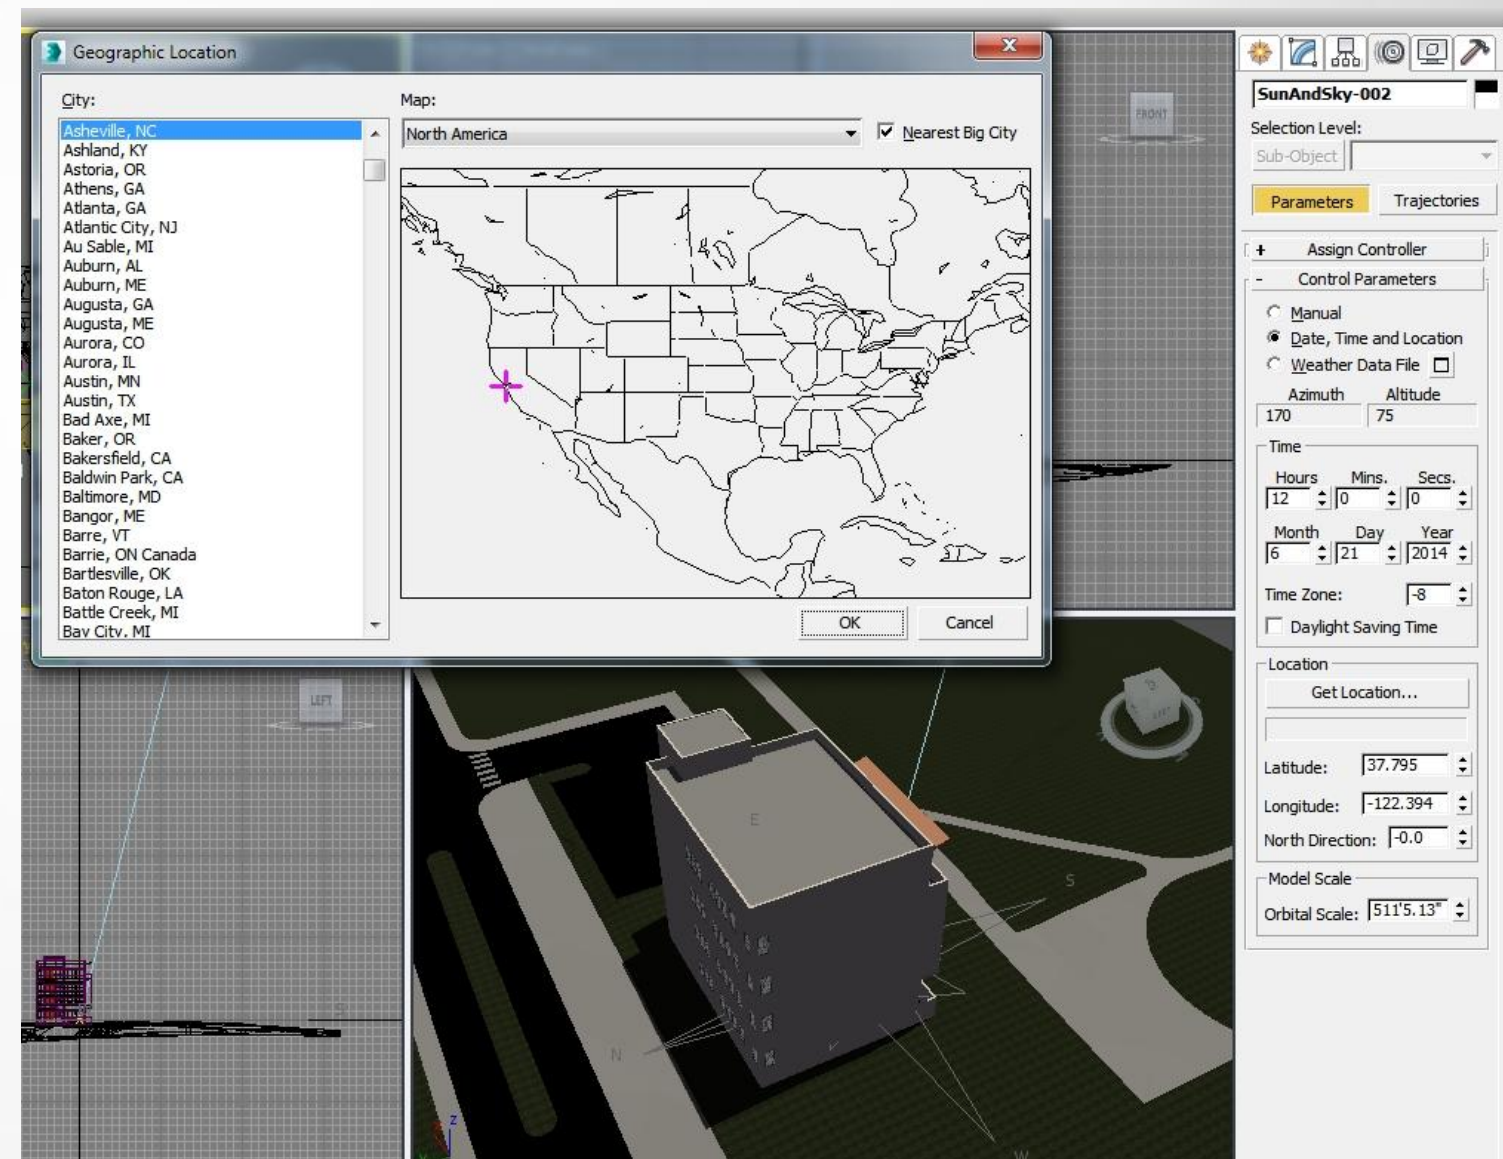 Geographic Location
City:
Map:
Asheville, NC
Ashland, KY
Astoria, OR
Athens, GA
Atlanta, GA
Atlantic City, NJ
Au Sable, MI
Auburn, AL
Auburn, ME
Augusta, GA
Augusta, ME
Aurora, CO
Aurora, IL
Austin, MN
Austin, TX
Bad Axe, MI
Baker, OR
Bakersfield, CA
Baldwin Park, CA
Baltimore, MD
Bangor, ME
Barre, VT
Barrie, ON Canada
Bartlesville, OK
Baton Rouge, LA
Battle Creek, MI
Bay City, MI
North America
Nearest Big City
OK Cancel
FRONT
LEFT
E
S
N
W
Z
S
SunAndSky-002
Selection Level:
Sub-Object
Parameters Trajectories
+ Assign Controller
- Control Parameters
Manual
Date, Time and Location
Weather Data File
Azimuth Altitude
170 75
Time
Hours Mins. Secs.
12 0 0
Month Day Year
6 21 2014
Time Zone: -8
Daylight Saving Time
Location
Get Location...
Latitude: 37.795
Longitude: -122.394
North Direction: -0.0
Model Scale
Orbital Scale: 511'5.13"